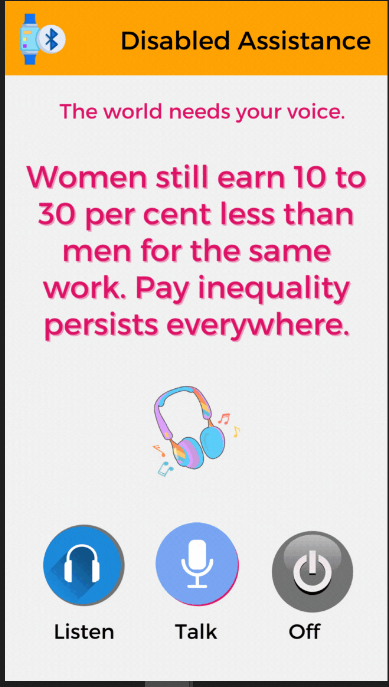 Disabled Assistance
The world needs your voice.
Women still earn 10 to
30 per cent less than
men for the same
work. Pay inequality
persists everywhere.
Listen Talk Off